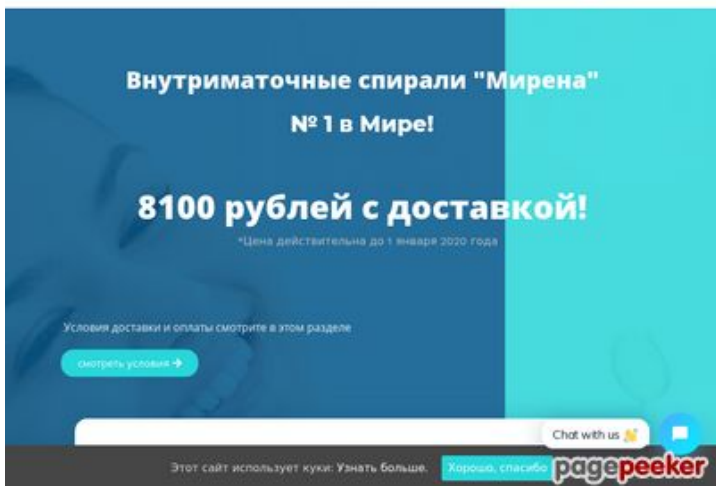 Внутриматочные спирали "Мирена"
№ 1 в Мире!
8100 рублей с доставкой!
*Цена действительна до 1 января 2020 года
Условия доставки и оплаты смотрите в этом разделе
смотреть условия →
Chat with us 👋
Этот сайт использует куки: Узнать больше. Хорошо, спасибо
pagepeeker